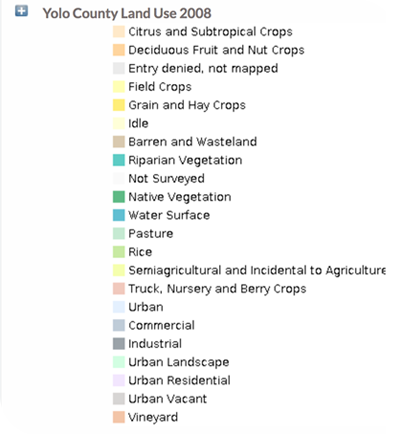 Yolo County Land Use 2008
Citrus and Subtropical Crops
Deciduous Fruit and Nut Crops
Entry denied, not mapped
Field Crops
Grain and Hay Crops
Idle
Barren and Wasteland
Riparian Vegetation
Not Surveyed
Native Vegetation
Water Surface
Pasture
Rice
Semiagricultural and Incidental to Agriculture
Truck, Nursery and Berry Crops
Urban
Commercial
Industrial
Urban Landscape
Urban Residential
Urban Vacant
Vineyard